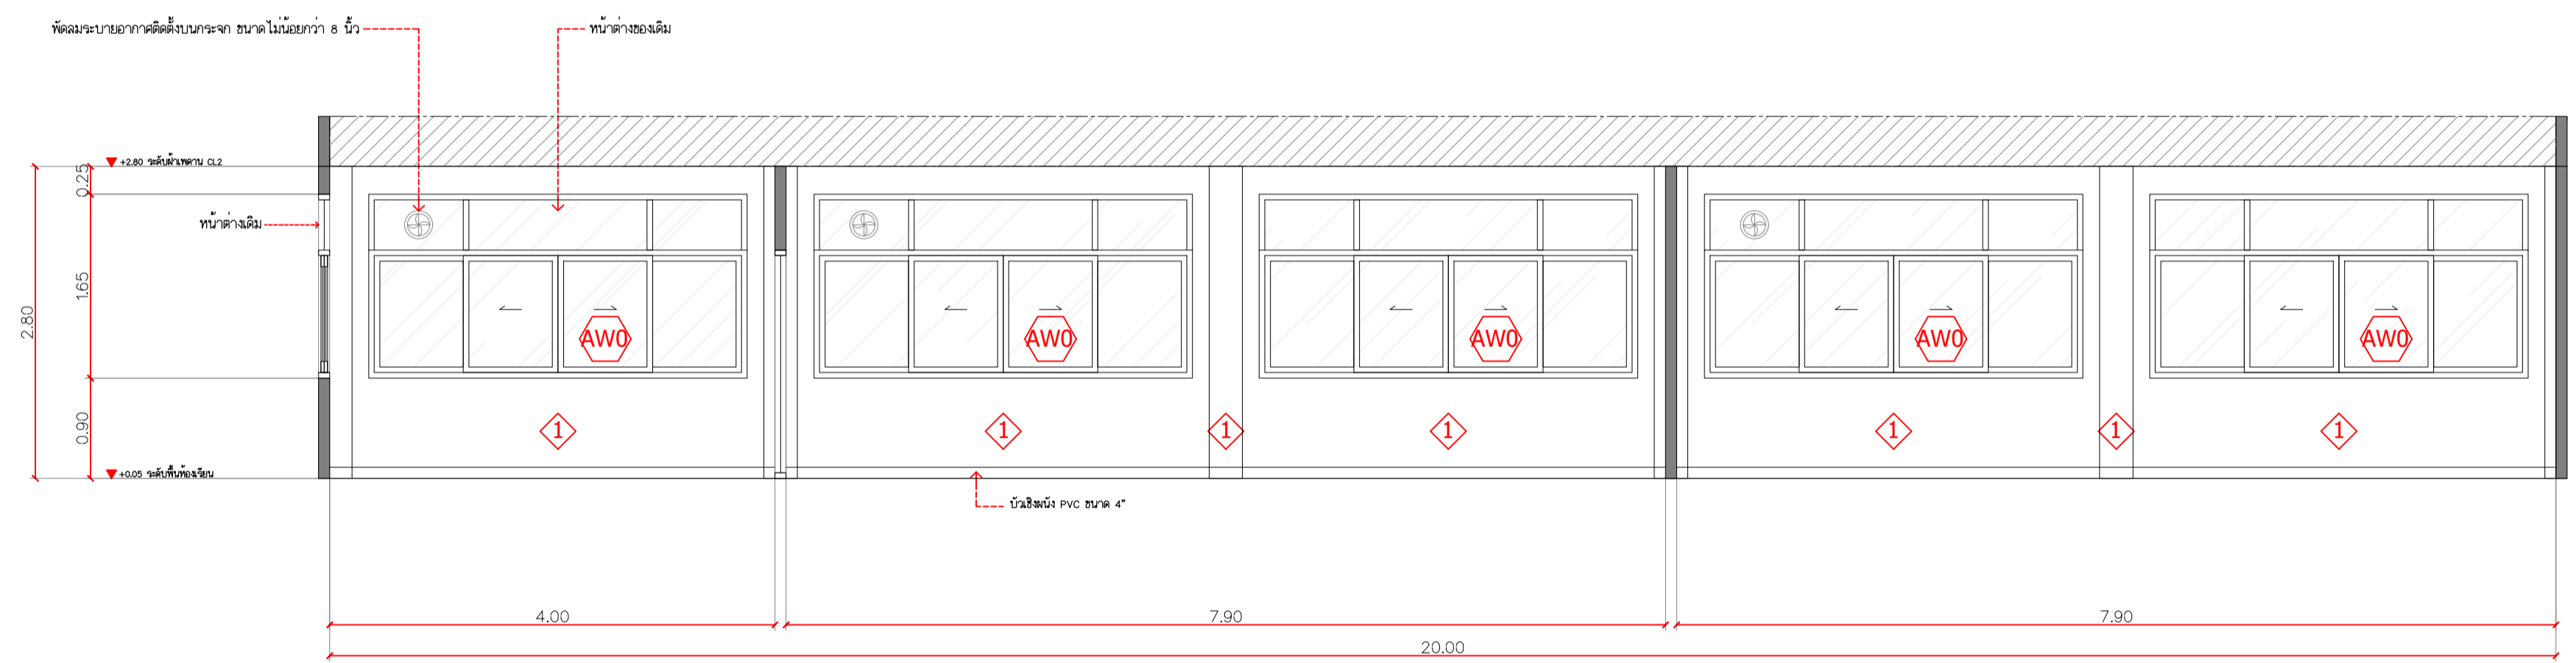 พัดลมระบายอากาศติดตั้งบนกระจก ขนาดไม่น้อยกว่า 8 นิ้ว
หน้าต่างของเดิม
+2.80 ระดับฝ้าเพดาน CL2
0.25
หน้าต่างเดิม
1.65
2.80
AW0
AW0
AW0
AW0
AW0
0.90
1
1
1
1
1
1
1
+0.05 ระดับพื้นห้องเรียน
บัวเชิงผนัง PVC ขนาด 4"
4.00
7.90
7.90
20.00